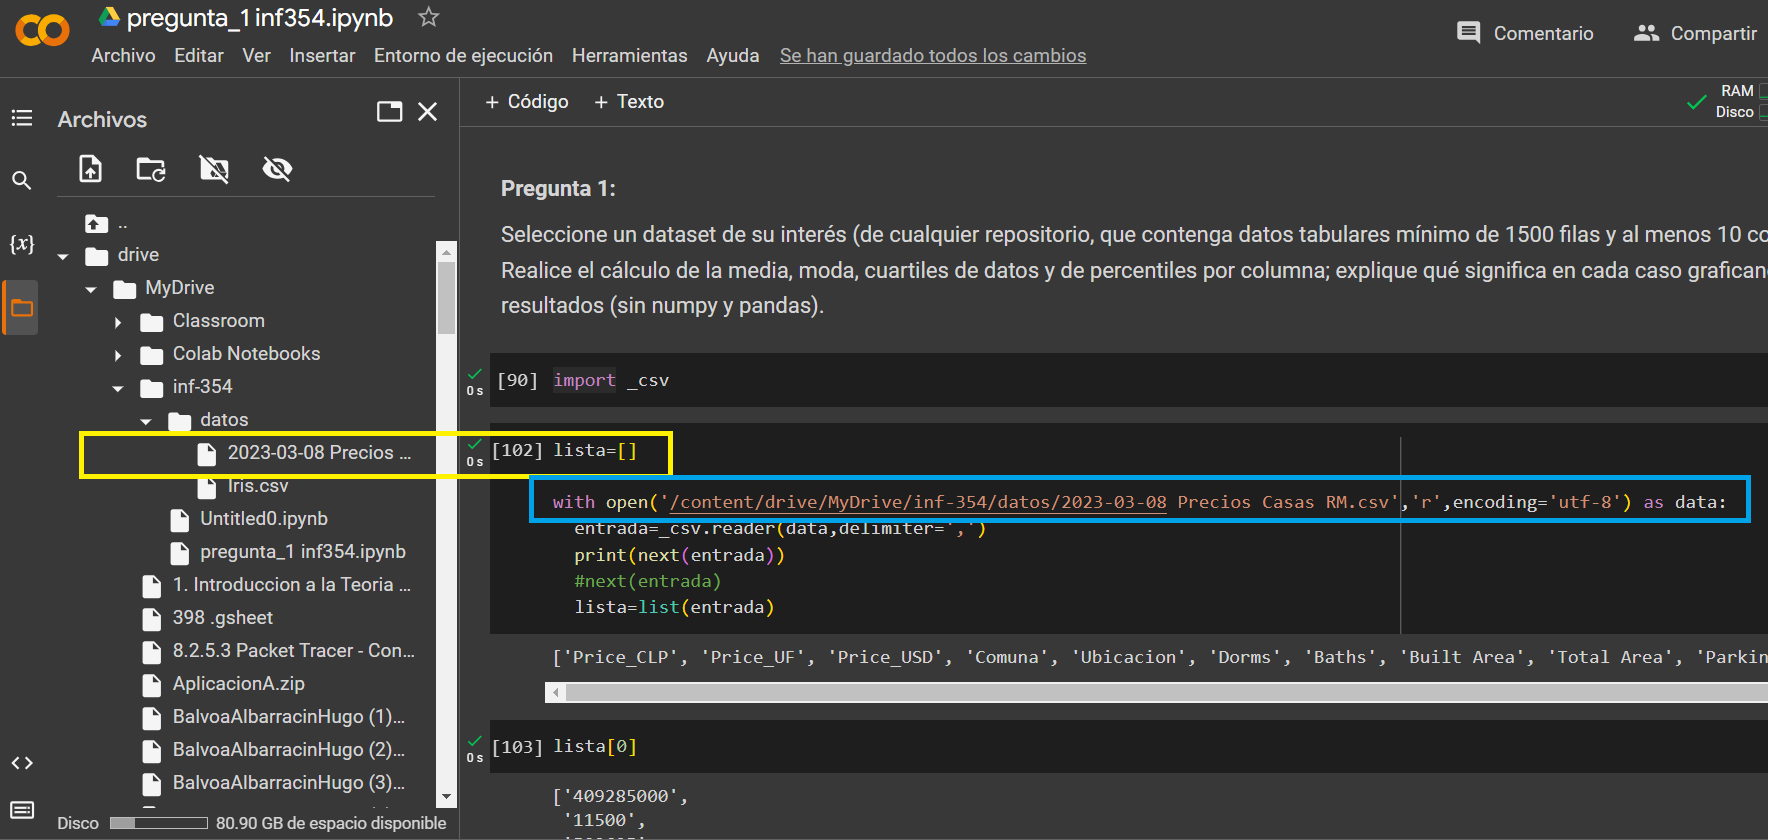 pregunta_1 inf354.ipynb
Archivo Editar Ver Insertar Entorno de ejecución Herramientas Ayuda Se han guardado todos los cambios
Comentario
Compartir
Archivos
+ Código + Texto
RAM
Disco
..
drive
MyDrive
Classroom
Colab Notebooks
inf-354
datos
2023-03-08 Precios ...
Iris.csv
Untitled0.ipynb
pregunta_1 inf354.ipynb
1. Introduccion a la Teoria ...
398 .gsheet
8.2.5.3 Packet Tracer - Con...
AplicacionA.zip
BalvoaAlbarracinHugo (1)...
BalvoaAlbarracinHugo (2)...
BalvoaAlbarracinHugo (3)...
Disco 80.90 GB de espacio disponible
{x}
Pregunta 1:
Seleccione un dataset de su interés (de cualquier repositorio, que contenga datos tabulares mínimo de 1500 filas y al menos 10 co
Realice el cálculo de la media, moda, cuartiles de datos y de percentiles por columna; explique qué significa en cada caso grafican
resultados (sin numpy y pandas).
0 s
[90] import _csv
0 s
[102] lista=[]
with open('/content/drive/MyDrive/inf-354/datos/2023-03-08 Precios Casas RM.csv','r',encoding='utf-8') as data:
entrada=_csv.reader(data,delimiter=',')
print(next(entrada))
#next(entrada)
lista=list(entrada)
['Price_CLP', 'Price_UF', 'Price_USD', 'Comuna', 'Ubicacion', 'Dorms', 'Baths', 'Built Area', 'Total Area', 'Parkin
0 s
[103] lista[0]
['409285000',
'11500',